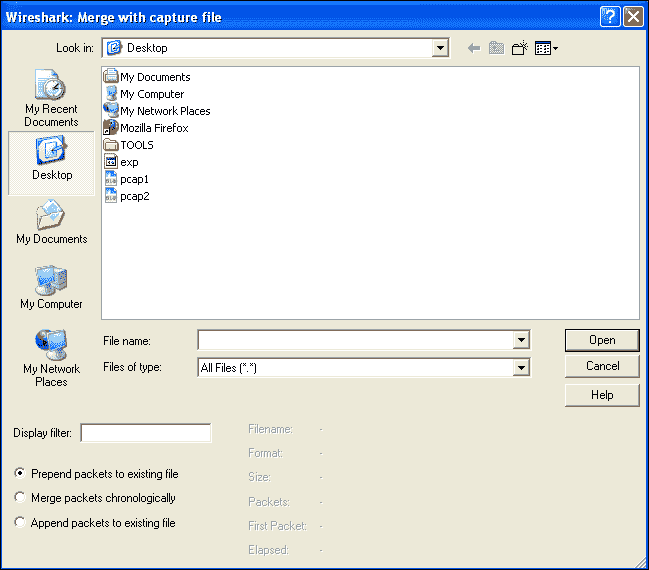 Wireshark: Merge with capture file
Look in:
Desktop
My Recent
Documents
Desktop
My Documents
My Computer
My Network
Places
My Documents
My Computer
My Network Places
Mozilla Firefox
TOOLS
exp
pcap1
pcap2
File name:
Open
Files of type:
All Files (*.*)
Cancel
Help
Display filter:
Prepend packets to existing file
Merge packets chronologically
Append packets to existing file
Filename: -
Format: -
Size: -
Packets: -
First Packet: -
Elapsed: -